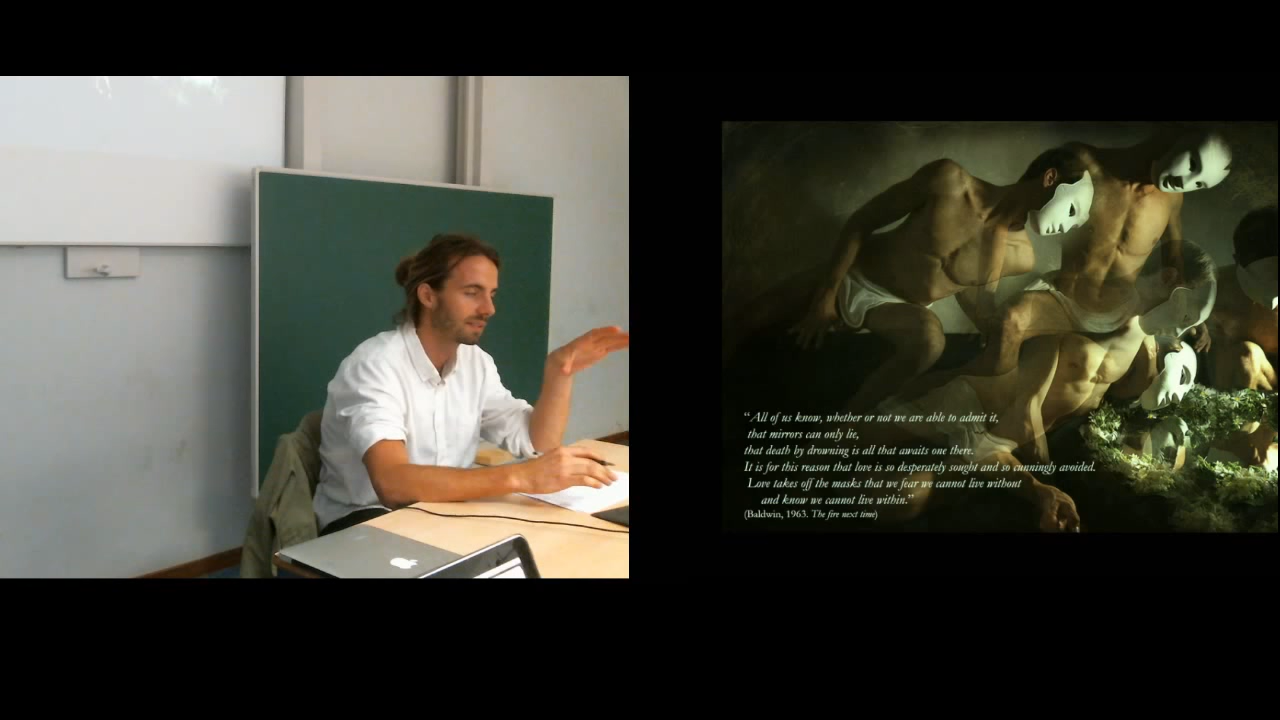 “All of us know, whether or not we are able to admit it,
that mirrors can only lie,
that death by drowning is all that awaits one there.
It is for this reason that love is so desperately sought and so cunningly avoided.
Love takes off the masks that we fear we cannot live without
and know we cannot live within.”
(Baldwin, 1963. The fire next time)